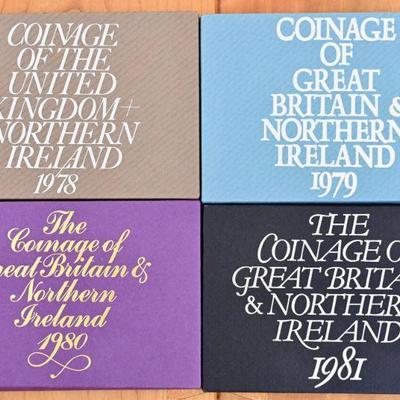 COINAGE
OF THE
UNITED
KINGDOM +
NORTHERN
IRELAND
1978
COINAGE
OF
GREAT
BRITAIN &
NORTHERN
IRELAND
1979
The
Coinage of
Great Britain &
Northern
Ireland
1980
THE
COINAGE OF
GREAT BRITAIN
& NORTHERN
IRELAND
1981